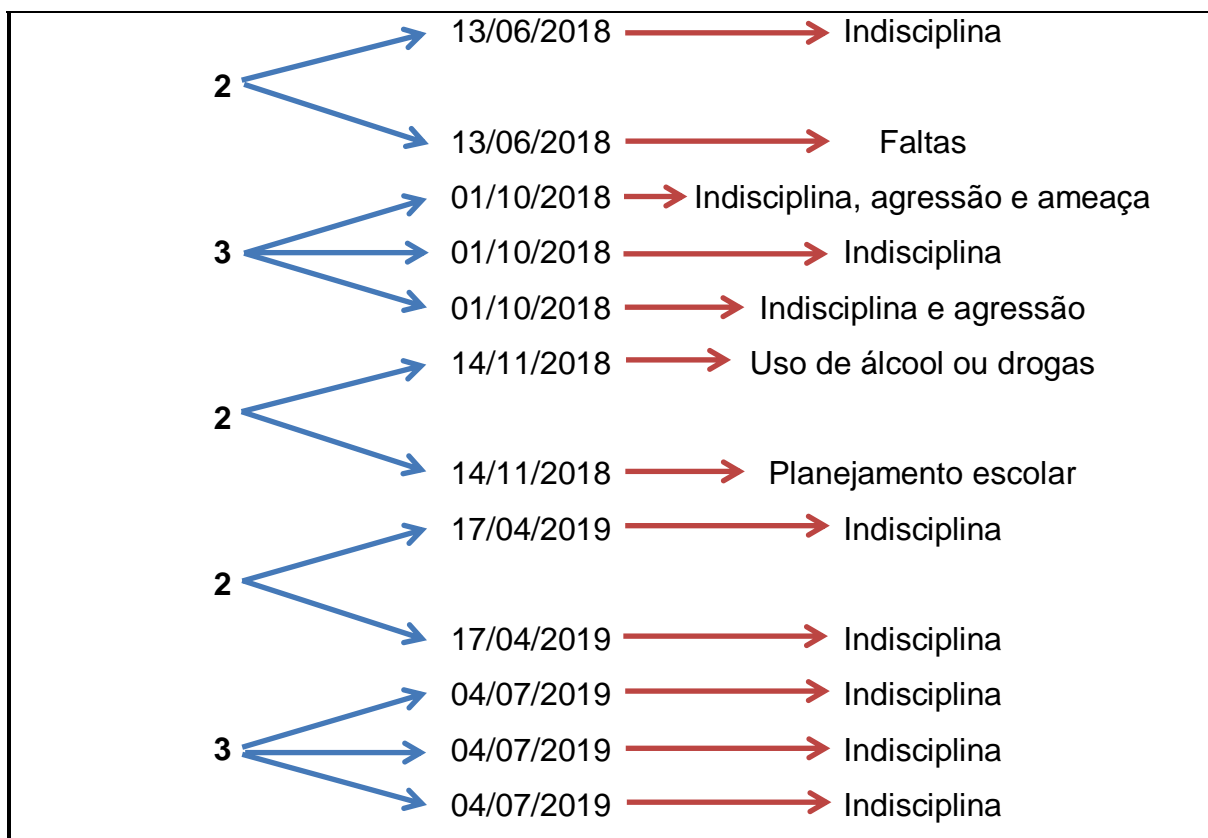 13/06/2018 Indisciplina
2
13/06/2018 Faltas
01/10/2018 Indisciplina, agressão e ameaça
3 01/10/2018 Indisciplina
01/10/2018 Indisciplina e agressão
14/11/2018 Uso de álcool ou drogas
2
14/11/2018 Planejamento escolar
17/04/2019 Indisciplina
2
17/04/2019 Indisciplina
04/07/2019 Indisciplina
3 04/07/2019 Indisciplina
04/07/2019 Indisciplina